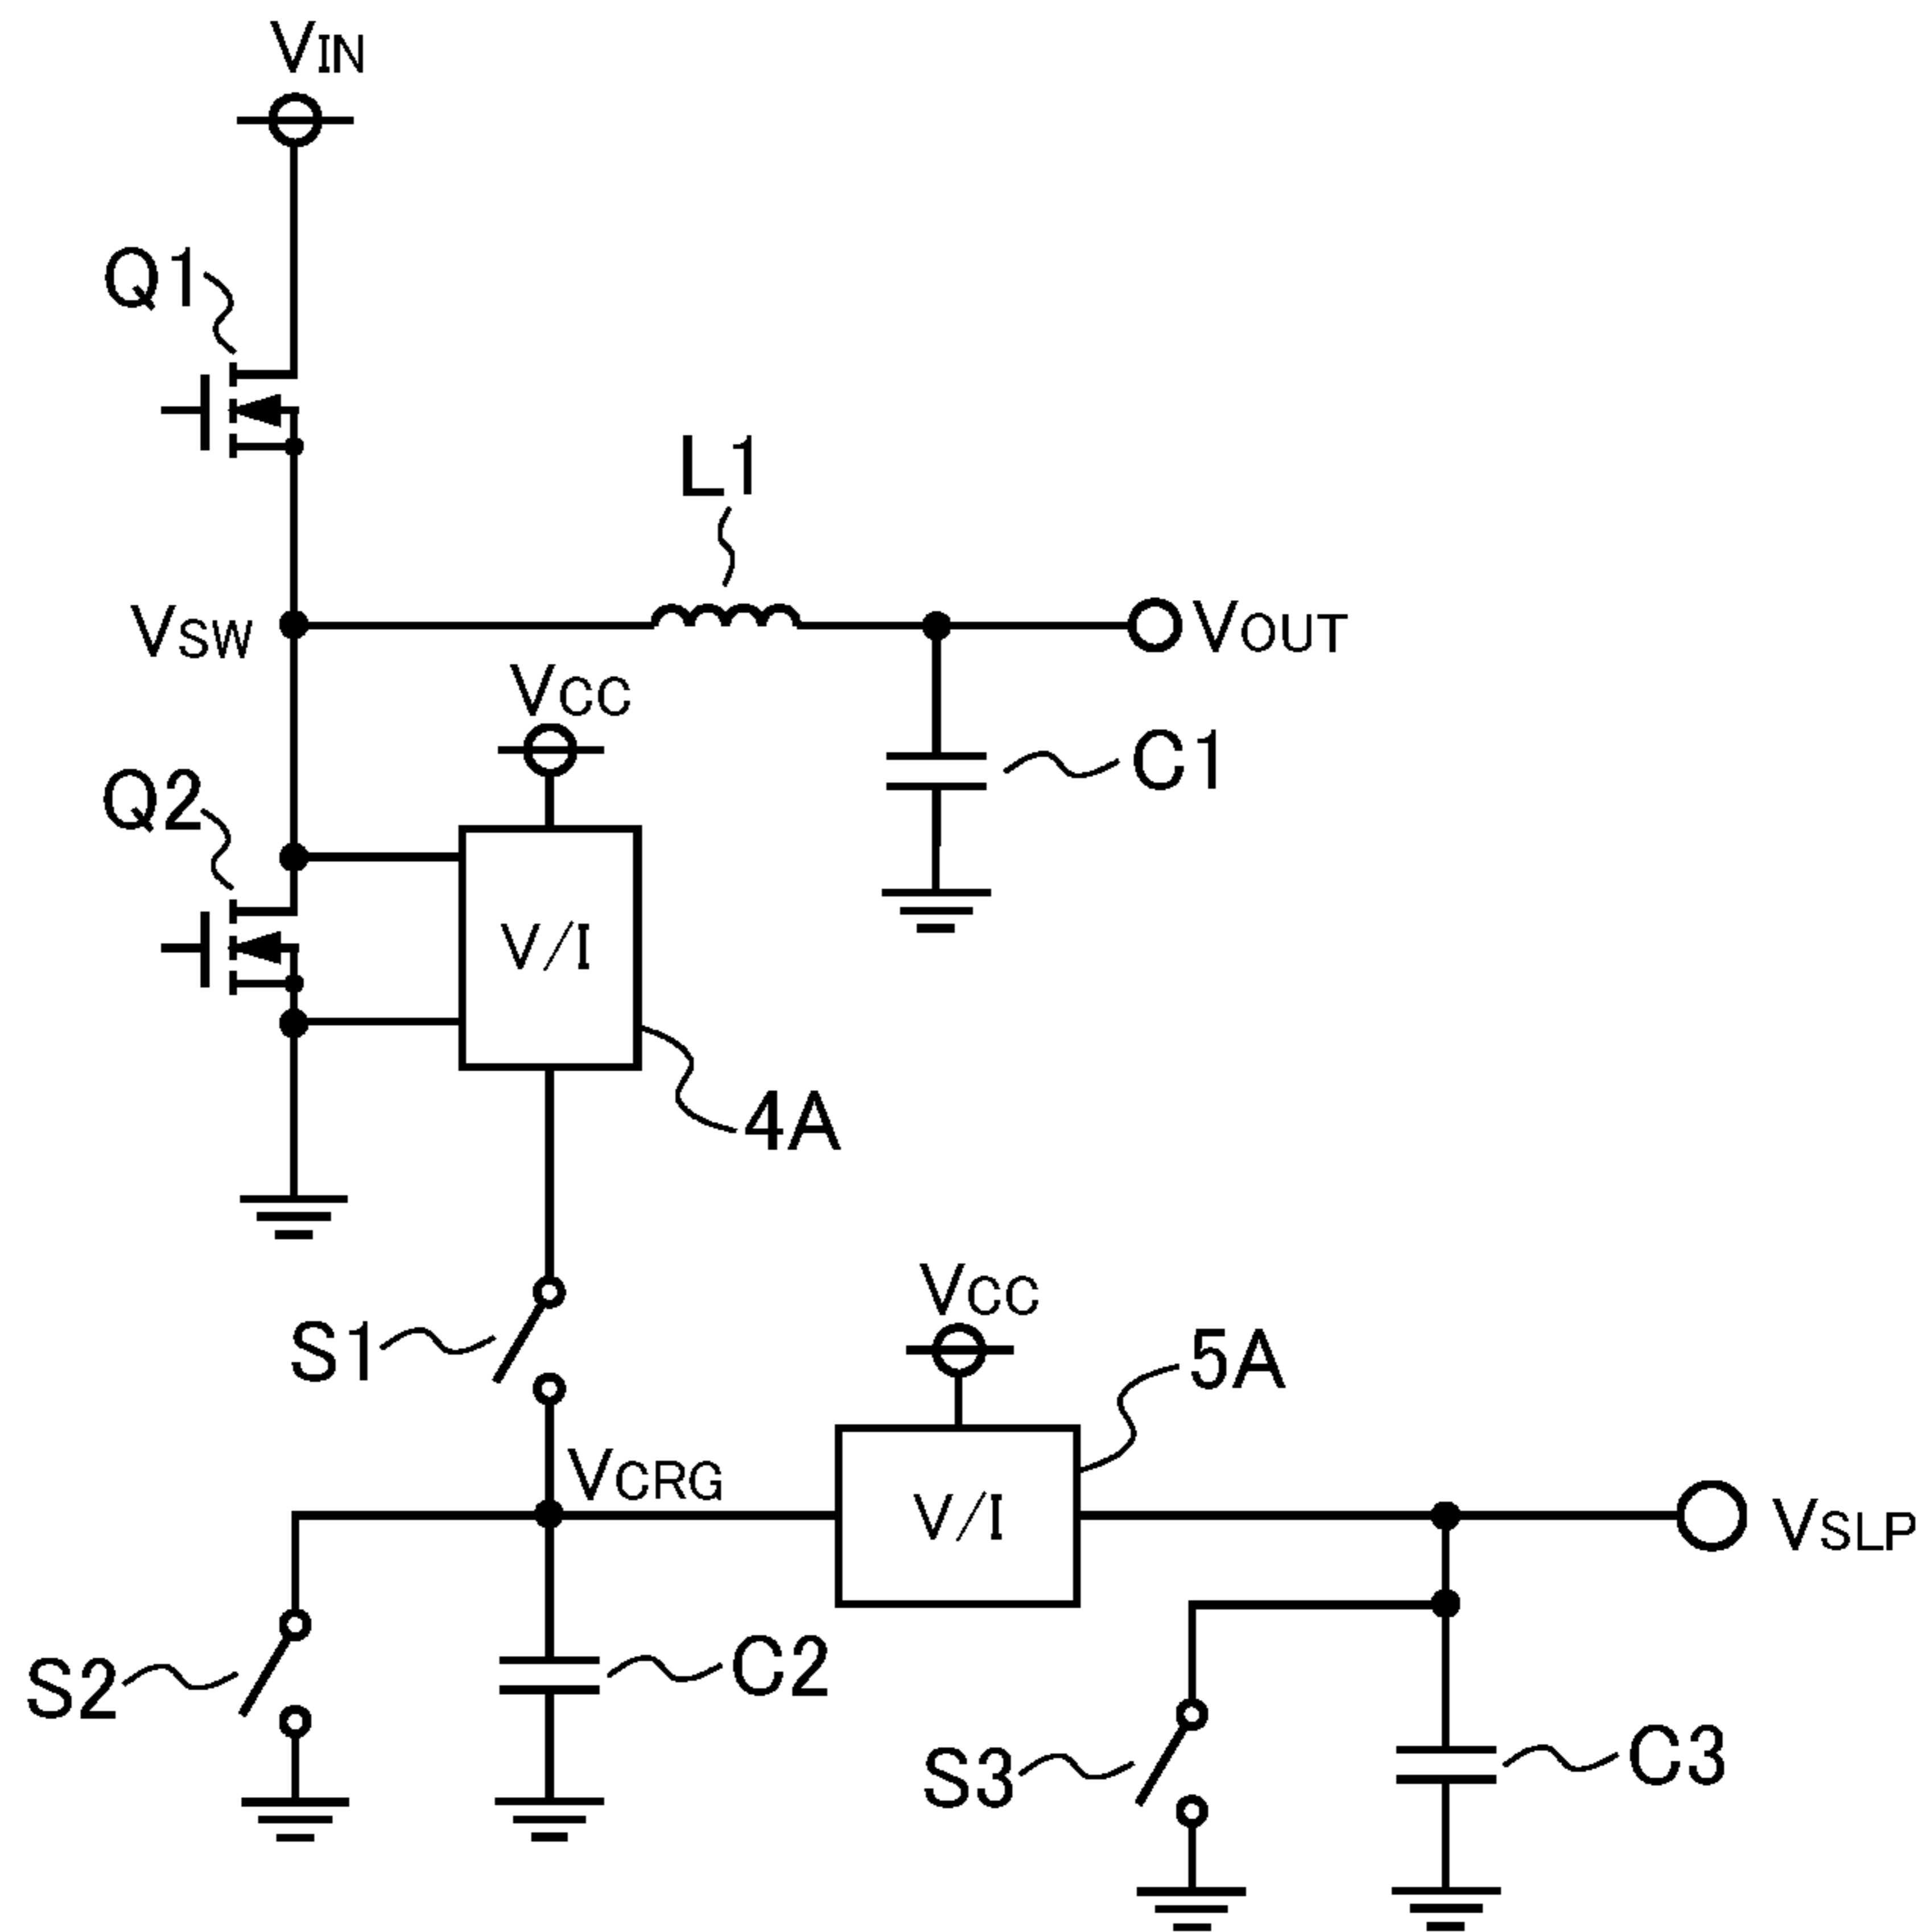 VIN
Q1
L1
VSW
VOUT
VCC
C1
Q2
V/I
4A
VCC
S1
5A
VCRG
V/I
VSLP
S2
C2
S3
C3